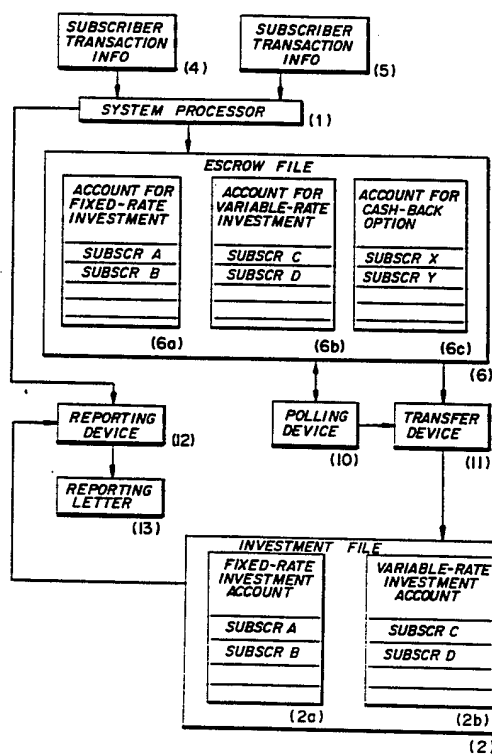 SUBSCRIBER
TRANSACTION
INFO
(4)
SUBSCRIBER
TRANSACTION
INFO
(5)
SYSTEM PROCESSOR
(1)
ESCROW FILE
ACCOUNT FOR
FIXED-RATE
INVESTMENT
SUBSCR A
SUBSCR B
(6a)
ACCOUNT FOR
VARIABLE-RATE
INVESTMENT
SUBSCR C
SUBSCR D
(6b)
ACCOUNT FOR
CASH-BACK
OPTION
SUBSCR X
SUBSCR Y
(6c)
(6)
REPORTING
DEVICE
(12)
POLLING
DEVICE
(10)
TRANSFER
DEVICE
(11)
REPORTING
LETTER
(13)
INVESTMENT FILE
FIXED-RATE
INVESTMENT
ACCOUNT
SUBSCR A
SUBSCR B
(2a)
VARIABLE-RATE
INVESTMENT
ACCOUNT
SUBSCR C
SUBSCR D
(2b)
(2)